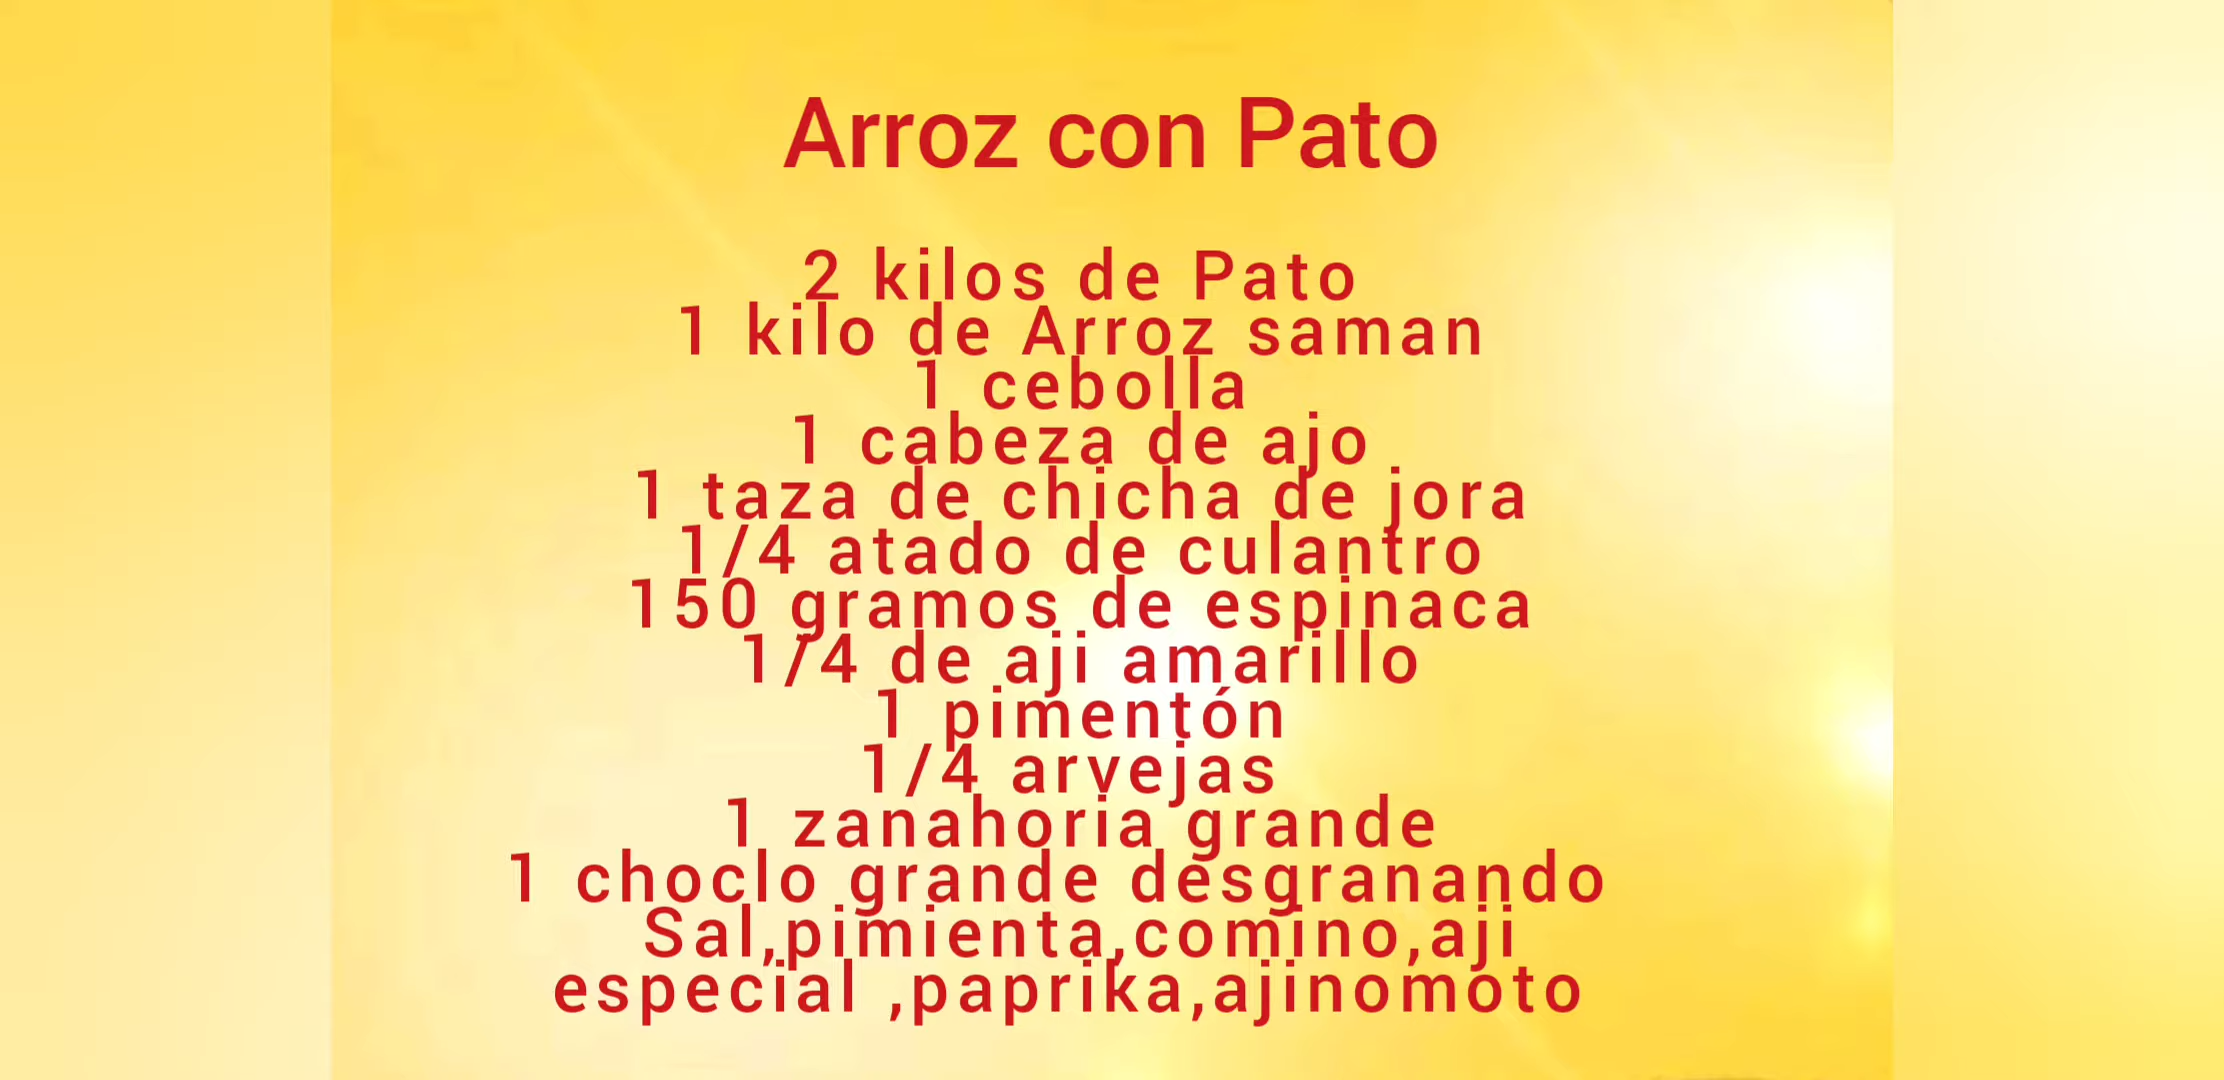 Arroz con Pato
2 kilos de Pato
1 kilo de Arroz saman
1 cebolla
1 cabeza de ajo
1 taza de chicha de jora
1/4 atado de culantro
150 gramos de espinaca
1/4 de aji amarillo
1 pimentón
1/4 arvejas
1 zanahoria grande
1 choclo grande desgranando
Sal,pimienta,comino,aji
especial ,paprika,ajinomoto